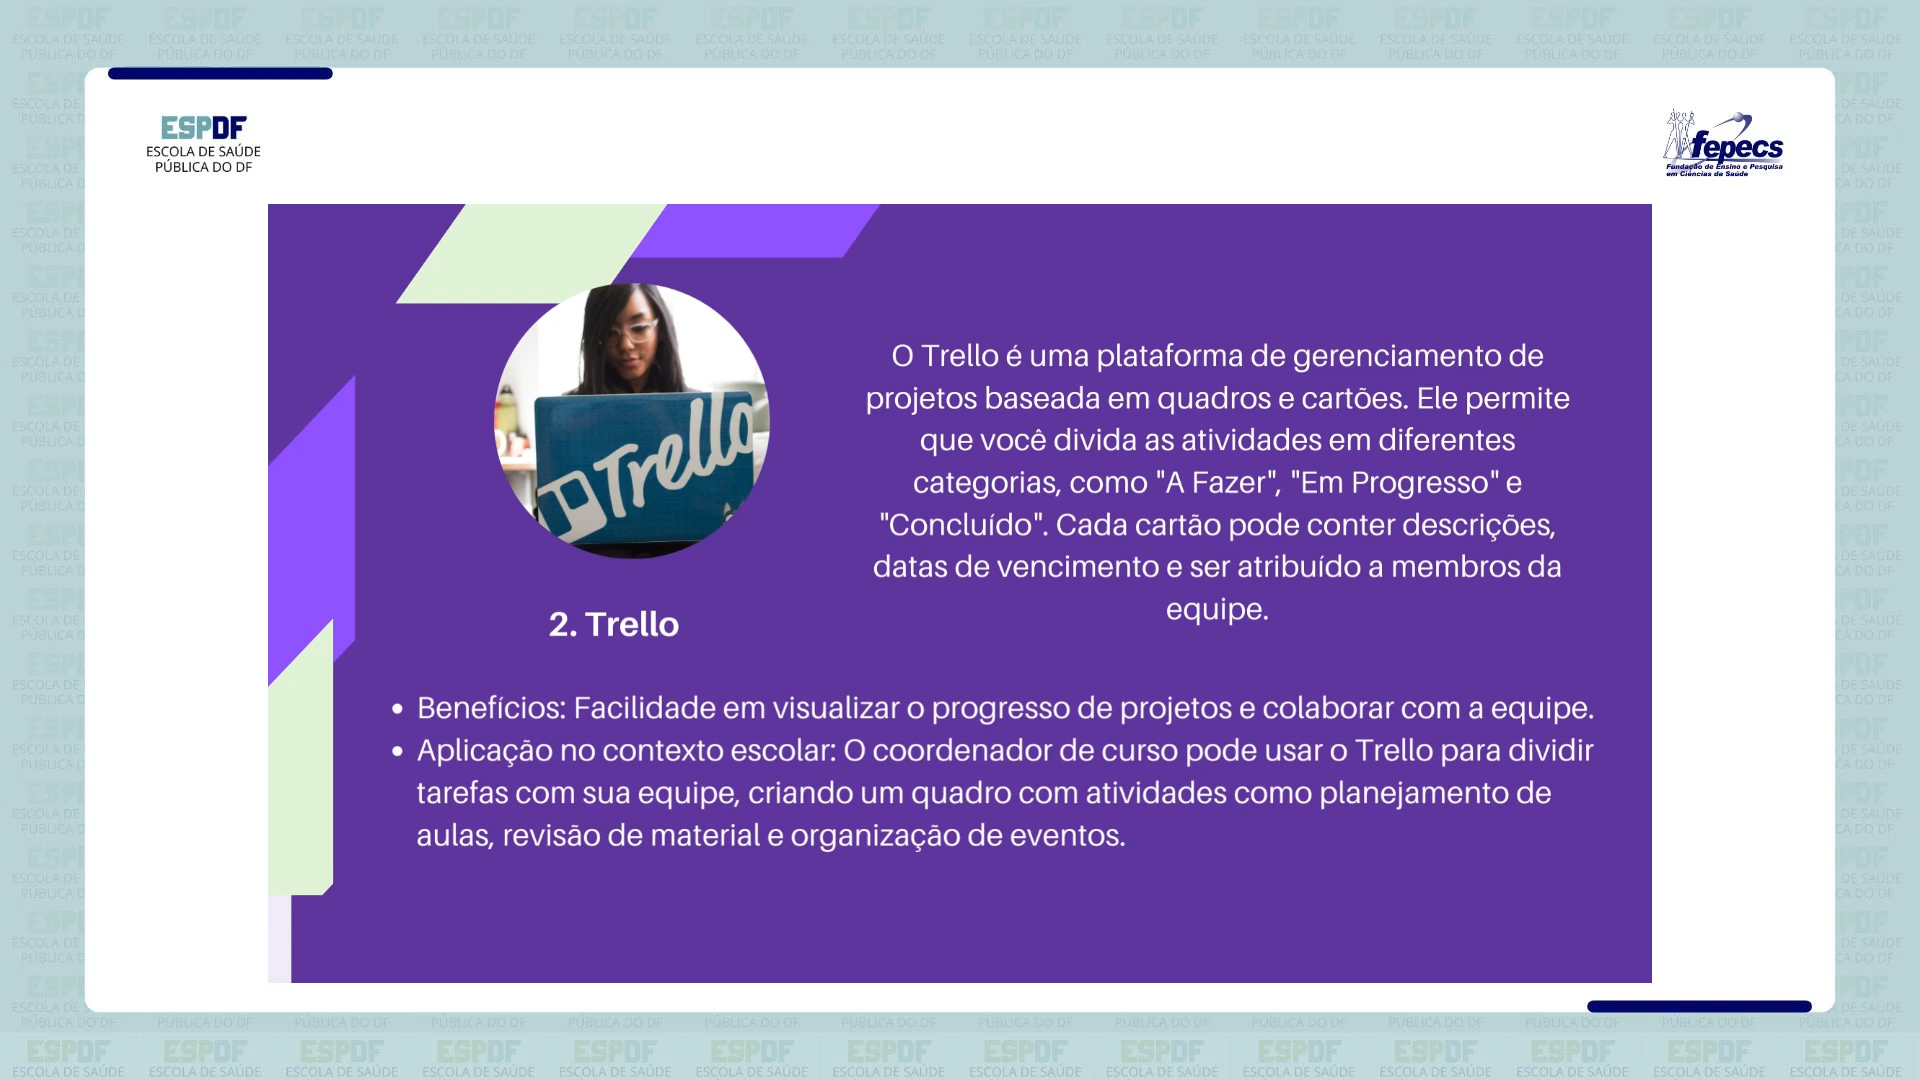 ESPDF
ESCOLA DE SAÚDE
PÚBLICA DO DF
fepecs
Fundação de Ensino e Pesquisa
em Ciências da Saúde
Trello
2. Trello
O Trello é uma plataforma de gerenciamento de
projetos baseada em quadros e cartões. Ele permite
que você divida as atividades em diferentes
categorias, como "A Fazer", "Em Progresso" e
"Concluído". Cada cartão pode conter descrições,
datas de vencimento e ser atribuído a membros da
equipe.
• Benefícios: Facilidade em visualizar o progresso de projetos e colaborar com a equipe.
• Aplicação no contexto escolar: O coordenador de curso pode usar o Trello para dividir
tarefas com sua equipe, criando um quadro com atividades como planejamento de
aulas, revisão de material e organização de eventos.